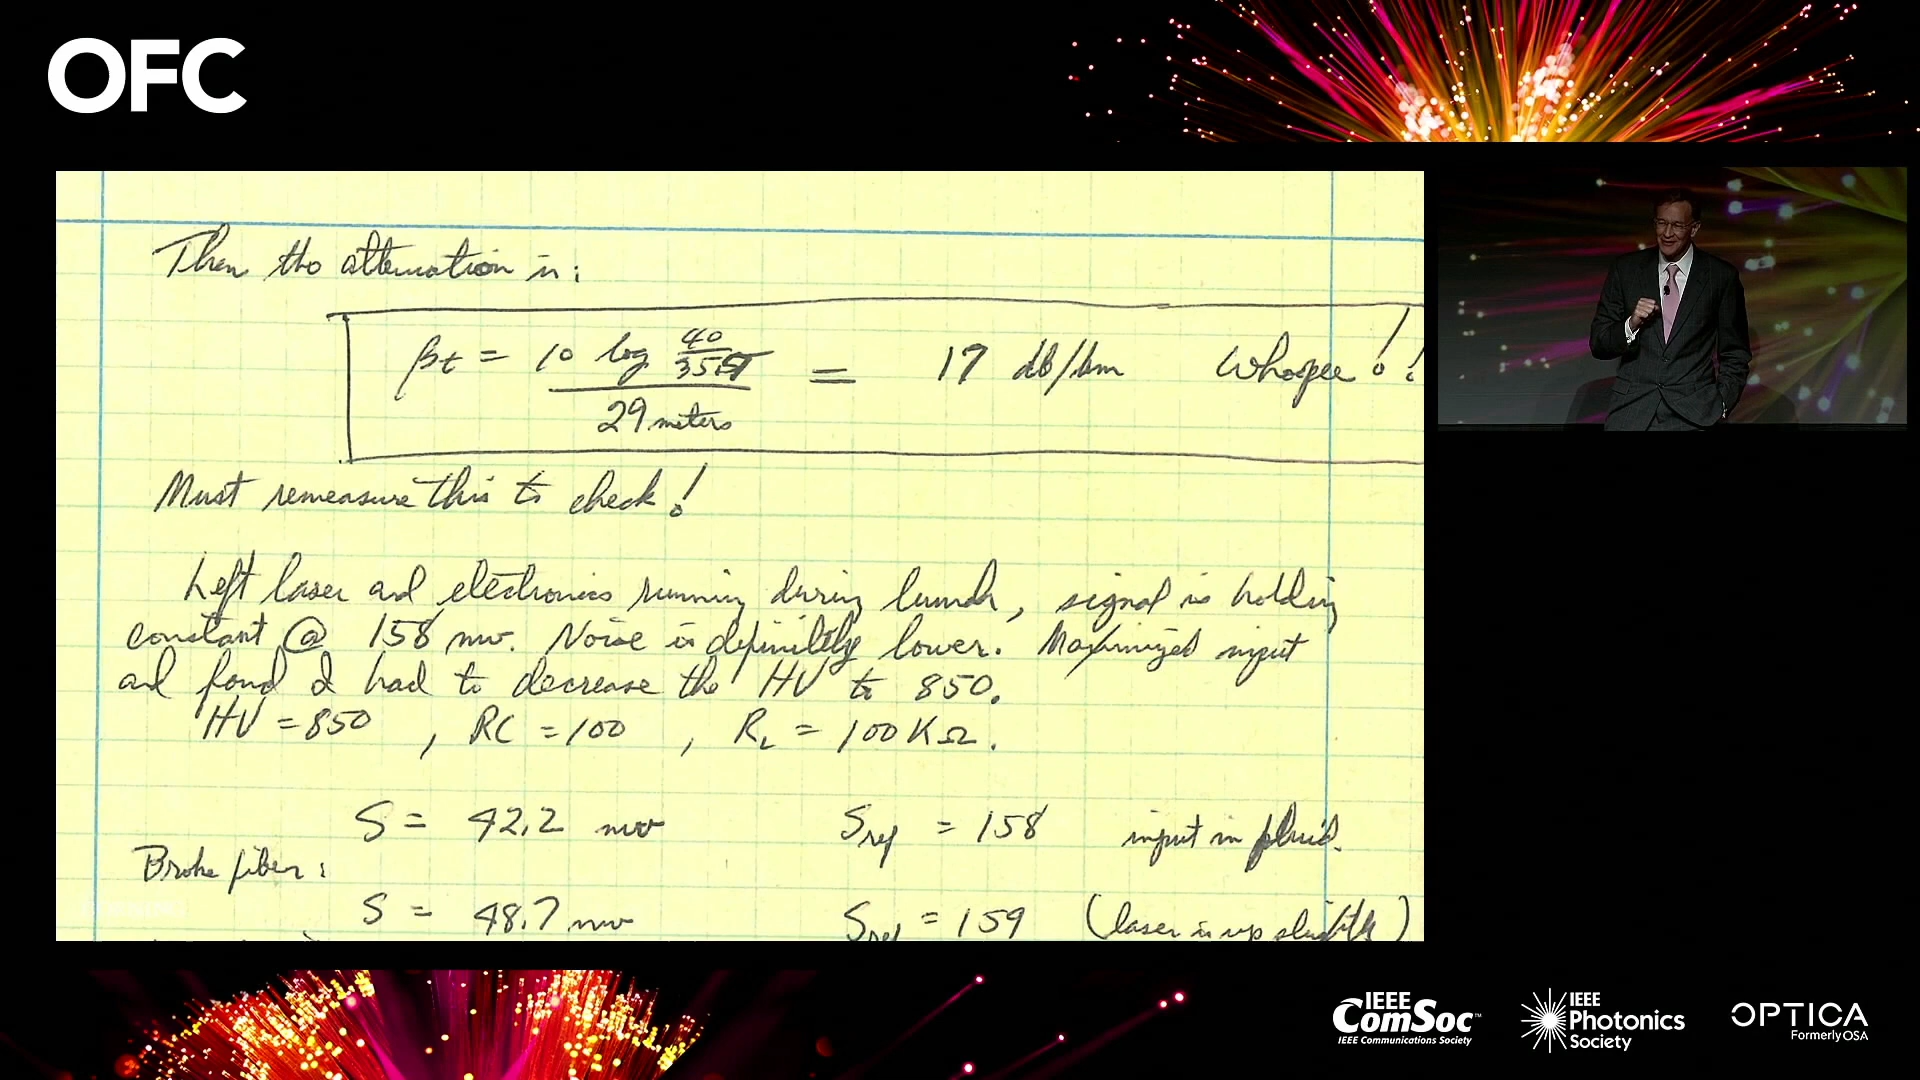 OFC
Then the attenuation is:
βt = 10 log 40/35.7 / 29 meters = 17 db/km Whoopee!!
Must remeasure this to check!
Left laser and electronics running during lunch, signal is holding
constant @ 158 mv. Noise is definitely lower. Maximized input
and found I had to decrease the HV to 850.
HV = 850 , RC = 100 , RL = 100 KΩ.
S = 42.2 mv Sref = 158 input in fluid.
Broke fiber:
S = 48.7 mv Sref = 159 (laser is up slightly)
IEEE
ComSoc™
IEEE Communications Society
IEEE
Photonics
Society
OPTICA
Formerly OSA